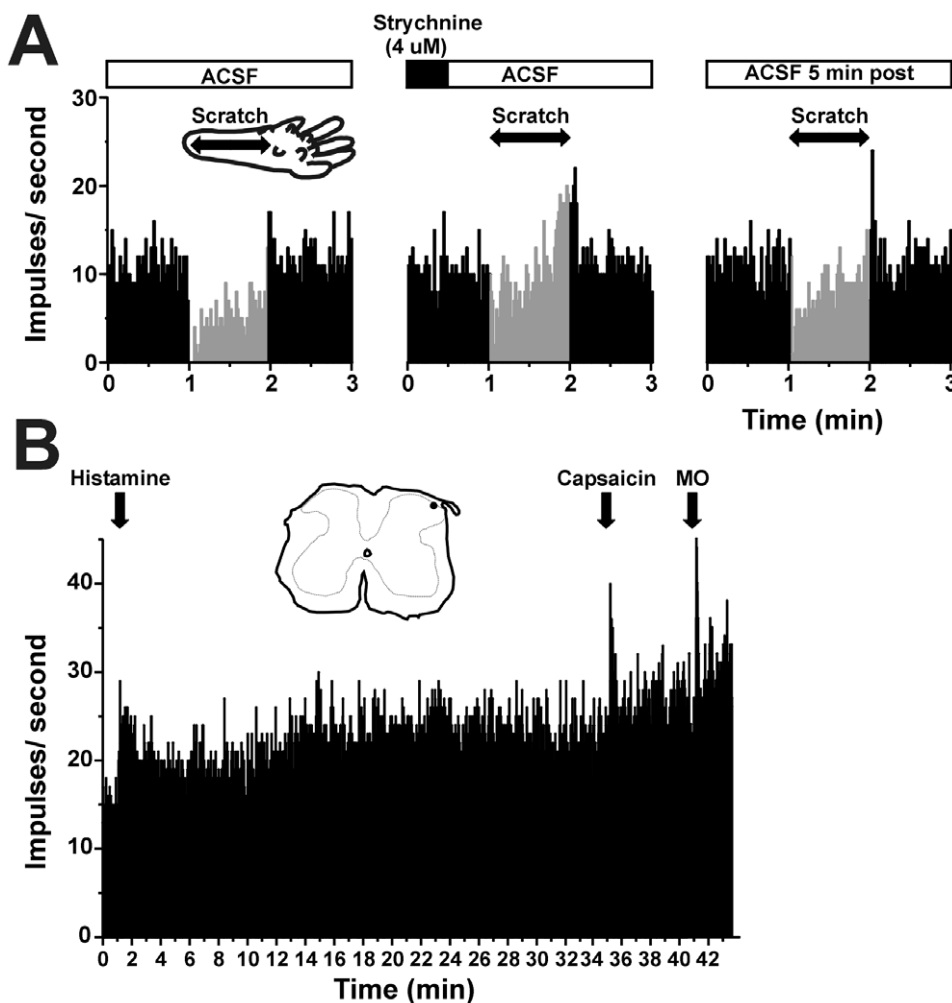 A
Strychnine
(4 uM)
ACSF
ACSF
ACSF 5 min post
Scratch
Scratch
Scratch
Impulses/ second
30
20
10
0
0 1 2 3
0 1 2 3
0 1 2 3
Time (min)
B
Histamine
Capsaicin
MO
Impulses/ second
40
30
20
10
0
0 2 4 6 8 10 12 14 16 18 20 22 24 26 28 30 32 34 36 38 40 42
Time (min)